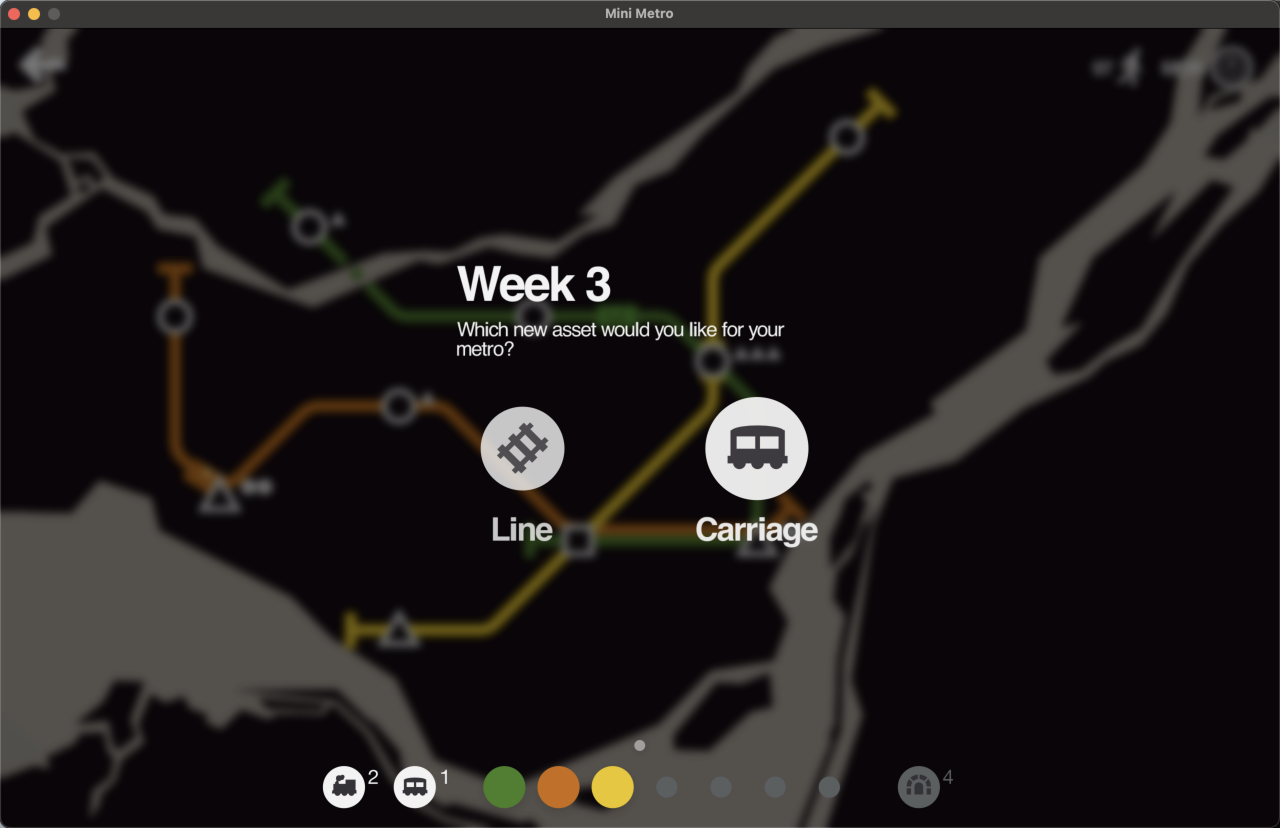 Mini Metro
Week 3
Which new asset would you like for your
metro?
Line
Carriage
2
1
4